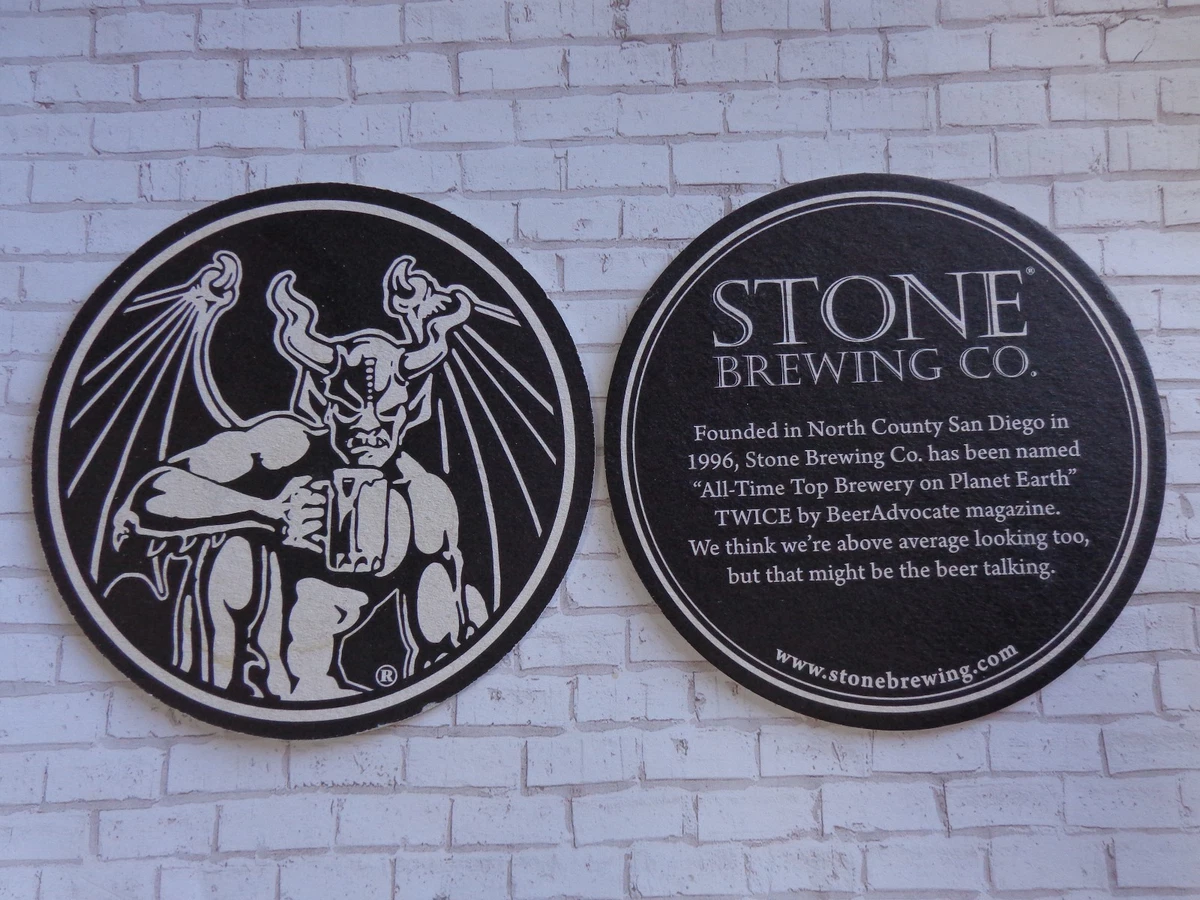 ®
STONE®
BREWING CO.
Founded in North County San Diego in
1996, Stone Brewing Co. has been named
“All-Time Top Brewery on Planet Earth”
TWICE by BeerAdvocate magazine.
We think we’re above average looking too,
but that might be the beer talking.
www.stonebrewing.com